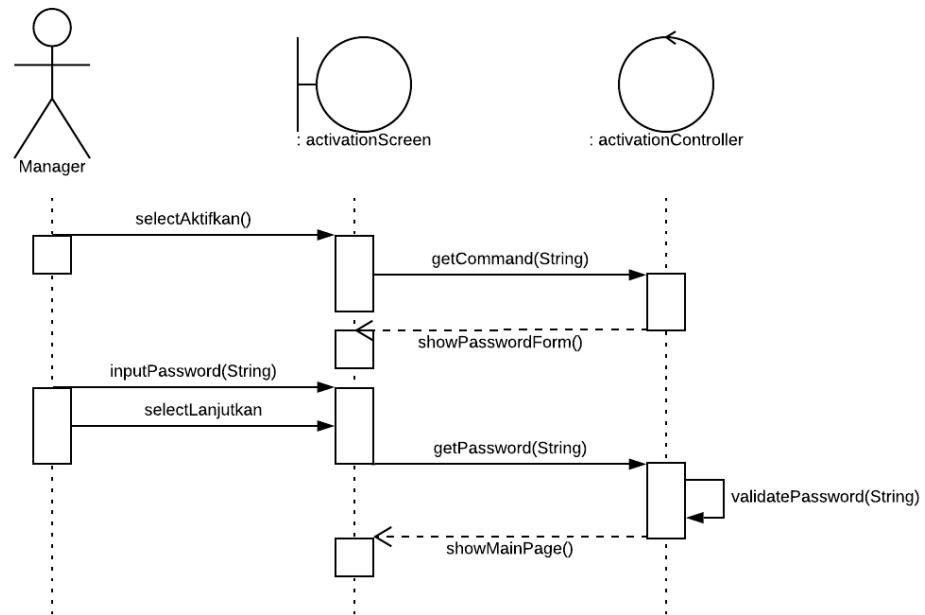 : activationScreen
: activationController
Manager
selectAktifkan()
getCommand(String)
showPasswordForm()
inputPassword(String)
selectLanjutkan
getPassword(String)
validatePassword(String)
showMainPage()